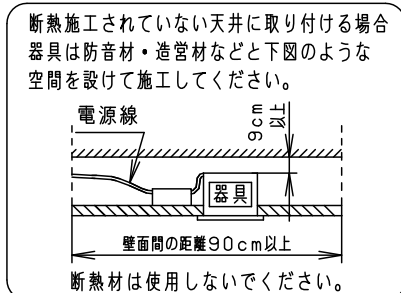 断熱施工されていない天井に取り付ける場合
器具は防音材・造営材などと下図のような
空間を設けて施工してください。
電源線
9cm
以上
器具
壁面間の距離90cm以上
断熱材は使用しないでください。